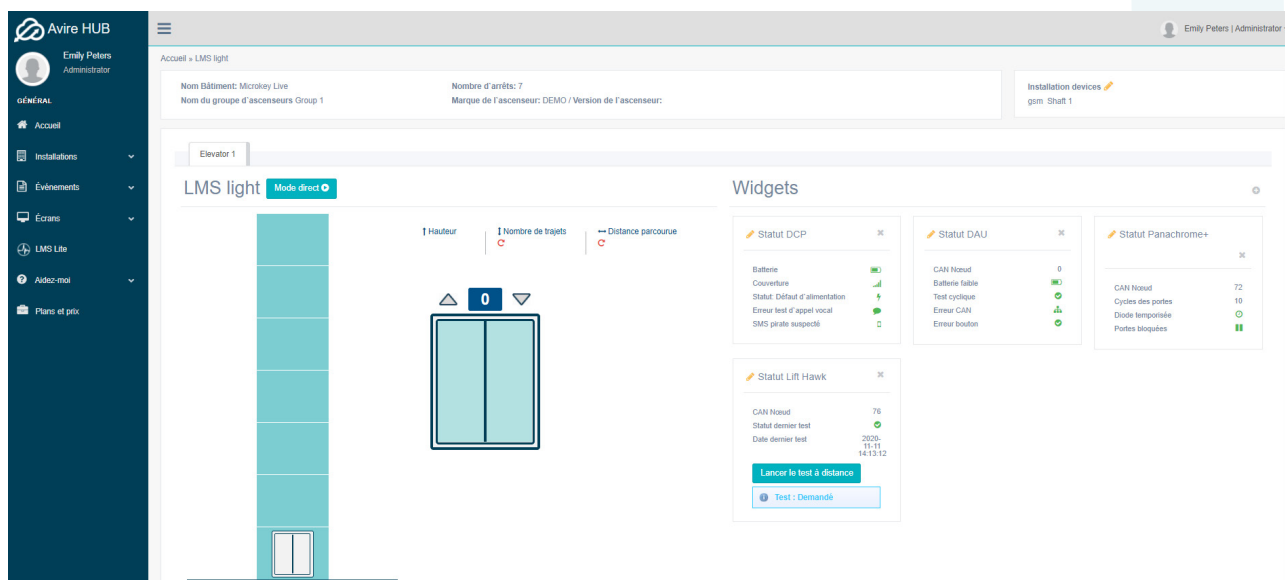 Avire HUB
Emily Peters
Administrator
GÉNÉRAL
Accueil
Installations
Événements
Écrans
LMS Lite
Aidez-moi
Plans et prix
Emily Peters | Administrator
Accueil » LMS light
Nom Bâtiment: Microkey Live
Nom du groupe d'ascenseurs Group 1
Nombre d'arrêts: 7
Marque de l'ascenseur: DEMO / Version de l'ascenseur:
Installation devices
gsm Shaft 1
Elevator 1
LMS light
Mode direct
Hauteur
Nombre de trajets
Distance parcourue
0
Widgets
Statut DCP
Batterie
Couverture
Statut: Défaut d'alimentation
Erreur test d'appel vocal
SMS pirate suspecté
Statut DAU
CAN Nœud 0
Batterie faible
Test cyclique
Erreur CAN
Erreur bouton
Statut Panachrome+
CAN Nœud 72
Cycles des portes 10
Diode temporisée
Portes bloquées
Statut Lift Hawk
CAN Nœud 76
Statut dernier test
Date dernier test 2020-
11-11
14:13:12
Lancer le test à distance
Test : Demandé